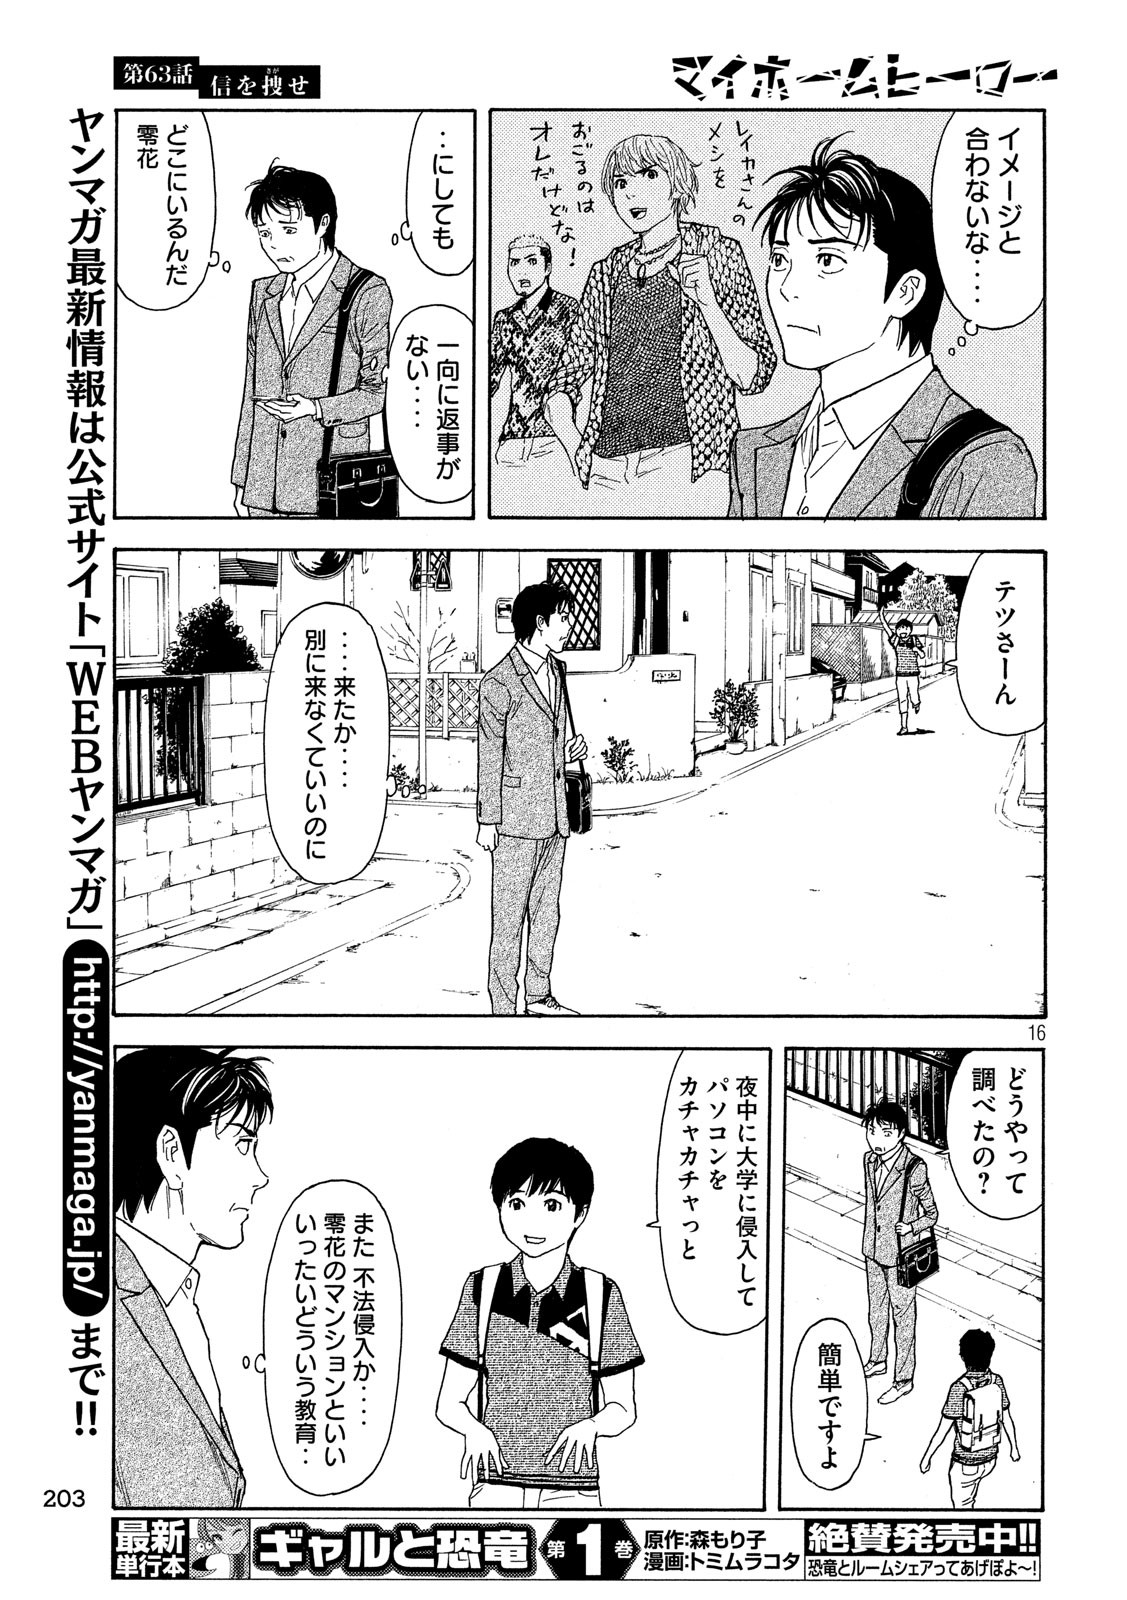 マイホームヒーロー
第63話
信を捜せ
さが
イメージと
合わないな‥‥
レイカさんの
メシを
おごるのは
オレだけどな!
‥にしても
一向に返事が
ない‥‥
どこにいるんだ
零花
テツさーん
‥‥来たか‥‥
別に来なくていいのに
16
どうやって
調べたの?
簡単ですよ
夜中に大学に侵入して
パソコンを
カチャカチャっと
また 不法侵入か‥‥
零花のマンションといい
いったいどういう教育‥
ヤンマガ最新情報は公式サイト「WEBヤンマガ」http://yanmaga.jp/まで!!
203
最新
単行本
ギャルと恐竜
第1巻
原作:森もり子
漫画:トミムラコタ
絶賛発売中!!
恐竜とルームシェアってあげぽよ〜!